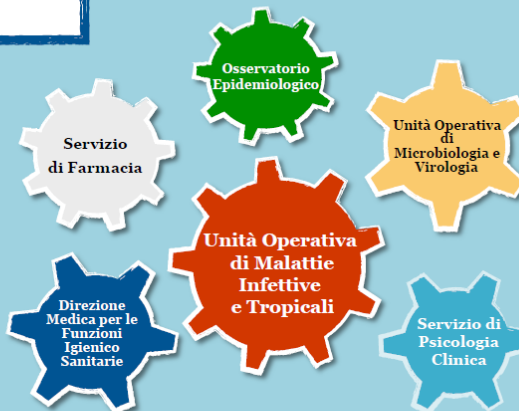 Osservatorio
Epidemiologico
Servizio
di Farmacia
Unità Operativa
di
Microbiologia e
Virologia
Unità Operativa
di Malattie
Infettive
e Tropicali
Direzione
Medica per le
Funzioni
Igienico
Sanitarie
Servizio di
Psicologia
Clinica